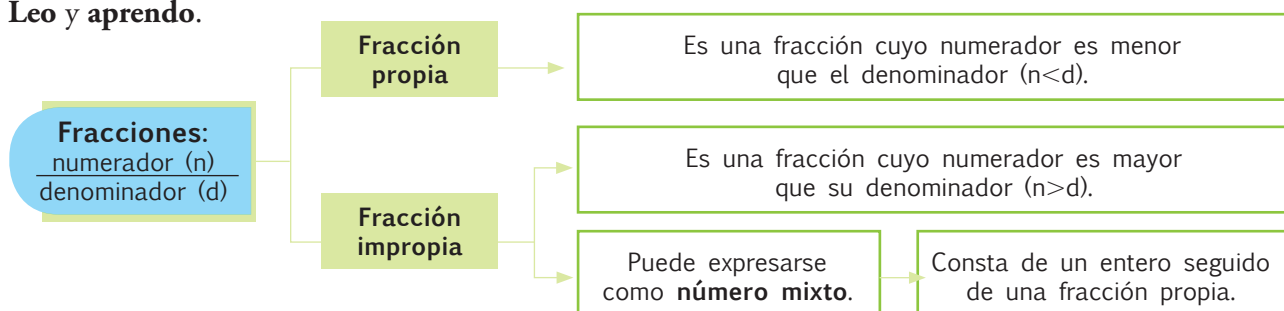 Leo y aprendo.
Fracción
propia
Es una fracción cuyo numerador es menor
que el denominador (n<d).
Fracciones:
numerador (n)
denominador (d)
Fracción
impropia
Es una fracción cuyo numerador es mayor
que su denominador (n>d).
Puede expresarse
como número mixto.
Consta de un entero seguido
de una fracción propia.